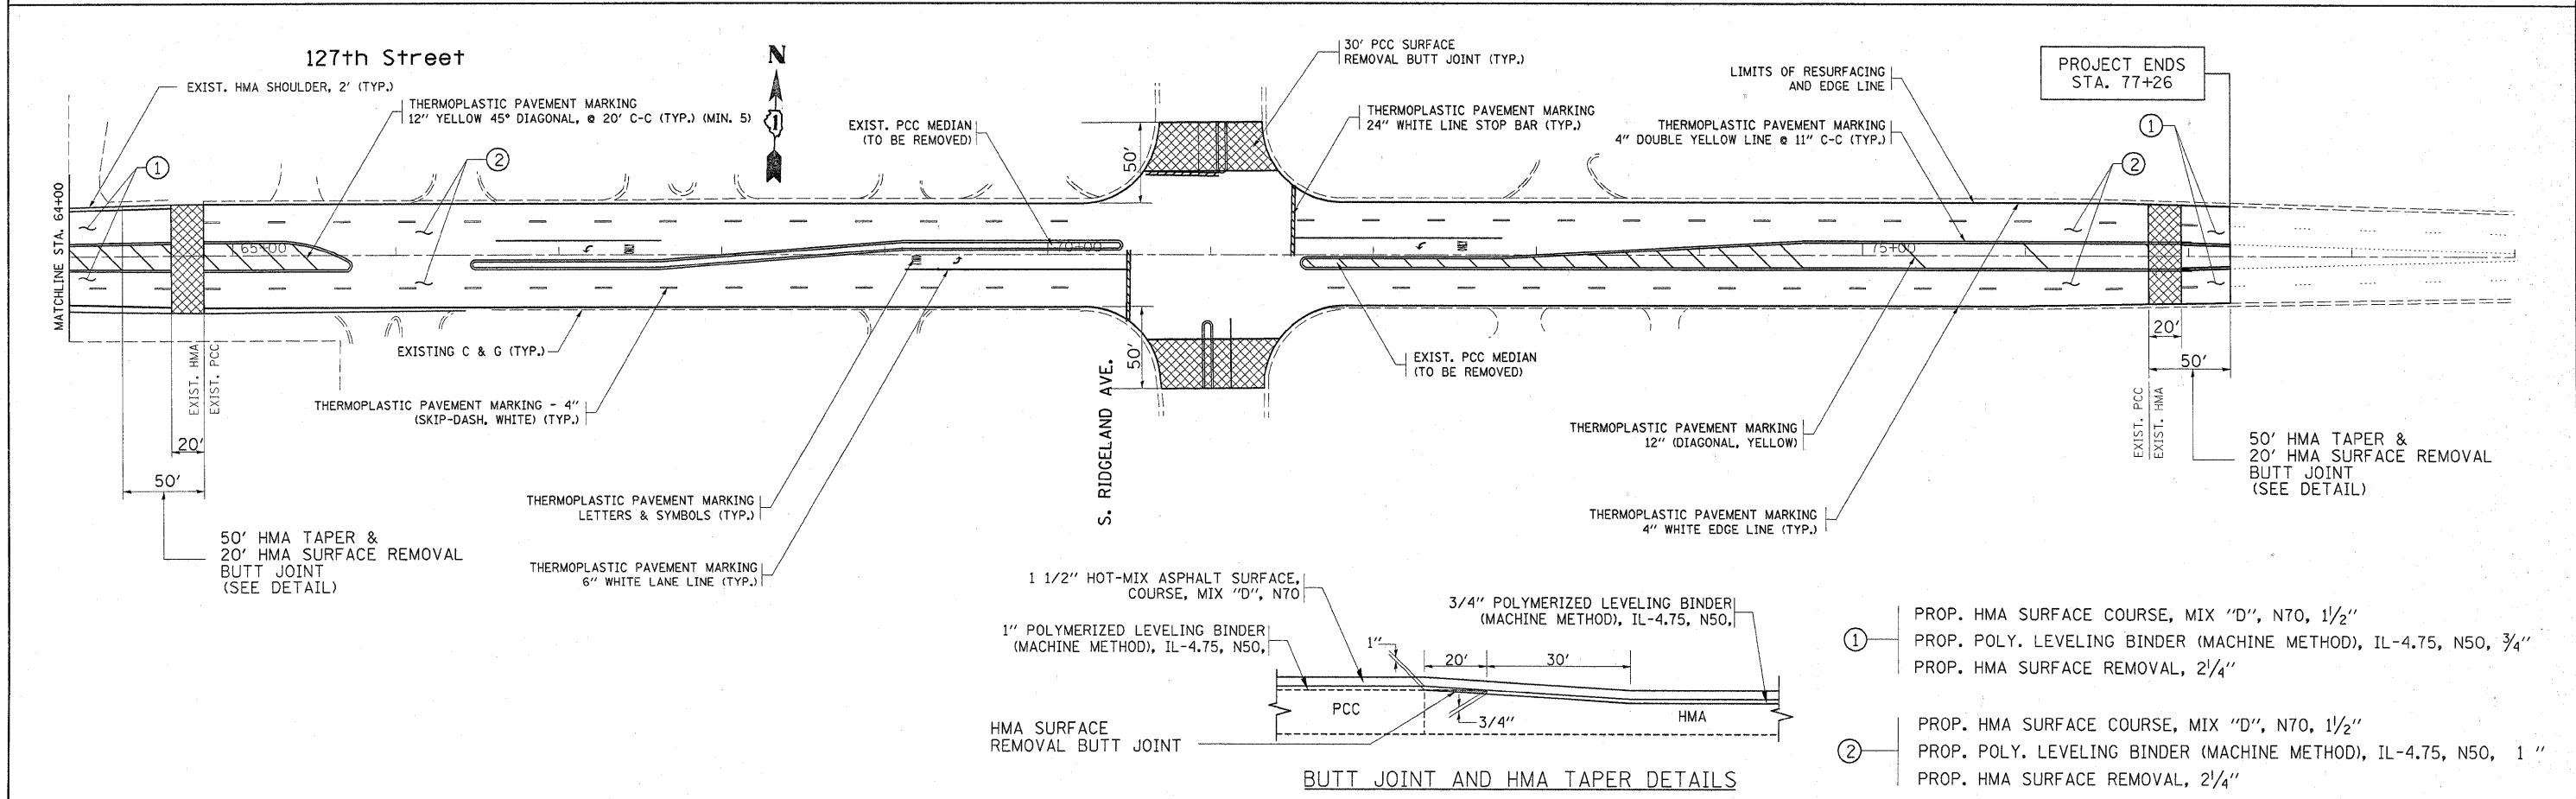 127th Street
N
EXIST. HMA SHOULDER, 2' (TYP.)
THERMOPLASTIC PAVEMENT MARKING
12" YELLOW 45° DIAGONAL, @ 20' C-C (TYP.) (MIN. 5)
EXIST. PCC MEDIAN
(TO BE REMOVED)
30' PCC SURFACE
REMOVAL BUTT JOINT (TYP.)
THERMOPLASTIC PAVEMENT MARKING
24" WHITE LINE STOP BAR (TYP.)
LIMITS OF RESURFACING
AND EDGE LINE
THERMOPLASTIC PAVEMENT MARKING
4" DOUBLE YELLOW LINE @ 11" C-C (TYP.)
PROJECT ENDS
STA. 77+26
1
2
1
2
50'
MATCHLINE STA. 64+00
65+00
70+00
75+00
EXISTING C & G (TYP.)
EXIST. HMA
EXIST. PCC
THERMOPLASTIC PAVEMENT MARKING - 4"
(SKIP-DASH, WHITE) (TYP.)
20'
50'
50' HMA TAPER &
20' HMA SURFACE REMOVAL
BUTT JOINT
(SEE DETAIL)
THERMOPLASTIC PAVEMENT MARKING
LETTERS & SYMBOLS (TYP.)
THERMOPLASTIC PAVEMENT MARKING
6" WHITE LANE LINE (TYP.)
S. RIDGELAND AVE.
50'
EXIST. PCC MEDIAN
(TO BE REMOVED)
THERMOPLASTIC PAVEMENT MARKING
12" (DIAGONAL, YELLOW)
THERMOPLASTIC PAVEMENT MARKING
4" WHITE EDGE LINE (TYP.)
20'
50'
EXIST. PCC
EXIST. HMA
50' HMA TAPER &
20' HMA SURFACE REMOVAL
BUTT JOINT
(SEE DETAIL)
1 1/2" HOT-MIX ASPHALT SURFACE,
COURSE, MIX "D", N70
1" POLYMERIZED LEVELING BINDER
(MACHINE METHOD), IL-4.75, N50,
3/4" POLYMERIZED LEVELING BINDER
(MACHINE METHOD), IL-4.75, N50,
1"
20'
30'
PCC
HMA
3/4"
HMA SURFACE
REMOVAL BUTT JOINT
BUTT JOINT AND HMA TAPER DETAILS
1
PROP. HMA SURFACE COURSE, MIX "D", N70, 1 1/2"
PROP. POLY. LEVELING BINDER (MACHINE METHOD), IL-4.75, N50, 3/4"
PROP. HMA SURFACE REMOVAL, 2 1/4"
2
PROP. HMA SURFACE COURSE, MIX "D", N70, 1 1/2"
PROP. POLY. LEVELING BINDER (MACHINE METHOD), IL-4.75, N50, 1 "
PROP. HMA SURFACE REMOVAL, 2 1/4"